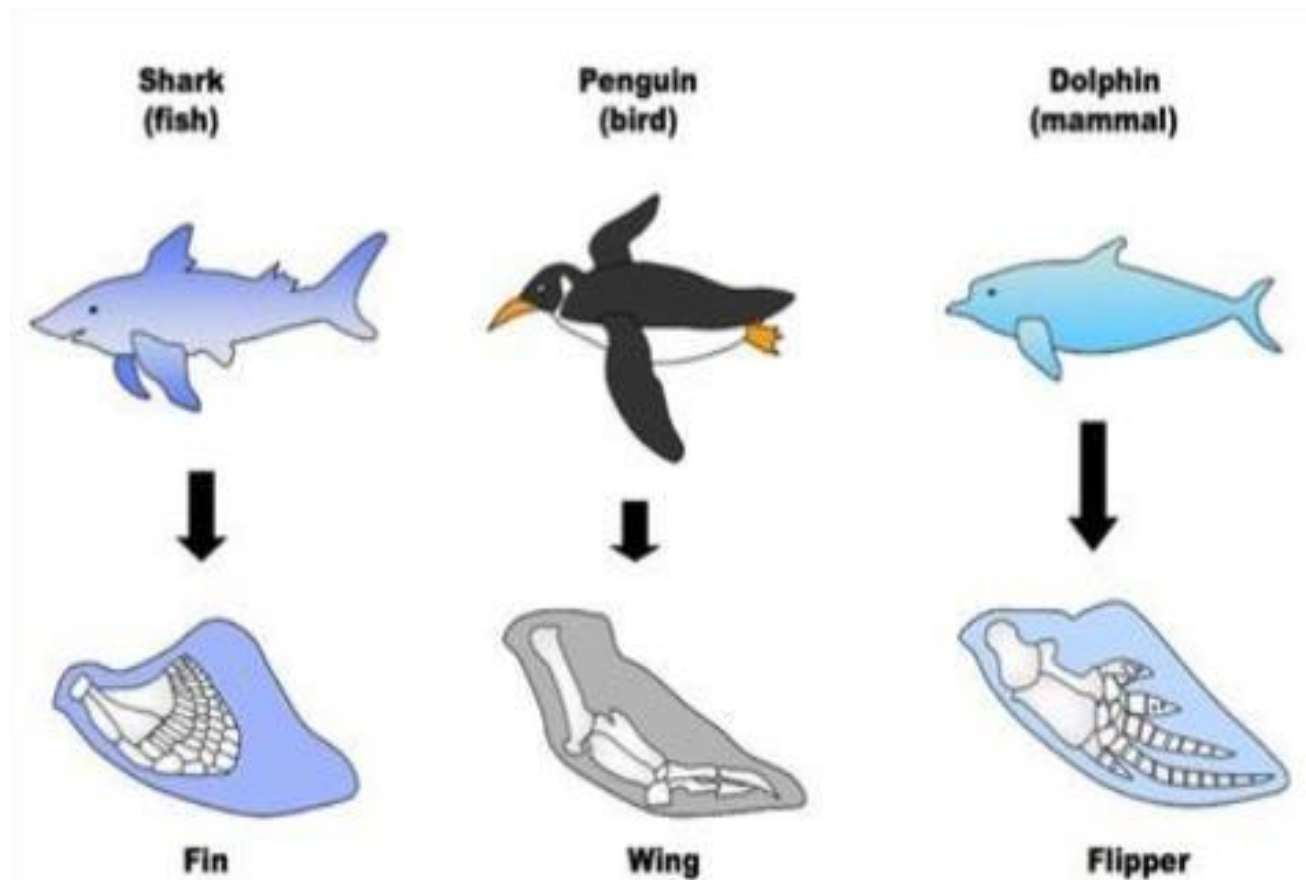 Shark
(fish)
Penguin
(bird)
Dolphin
(mammal)
Fin
Wing
Flipper